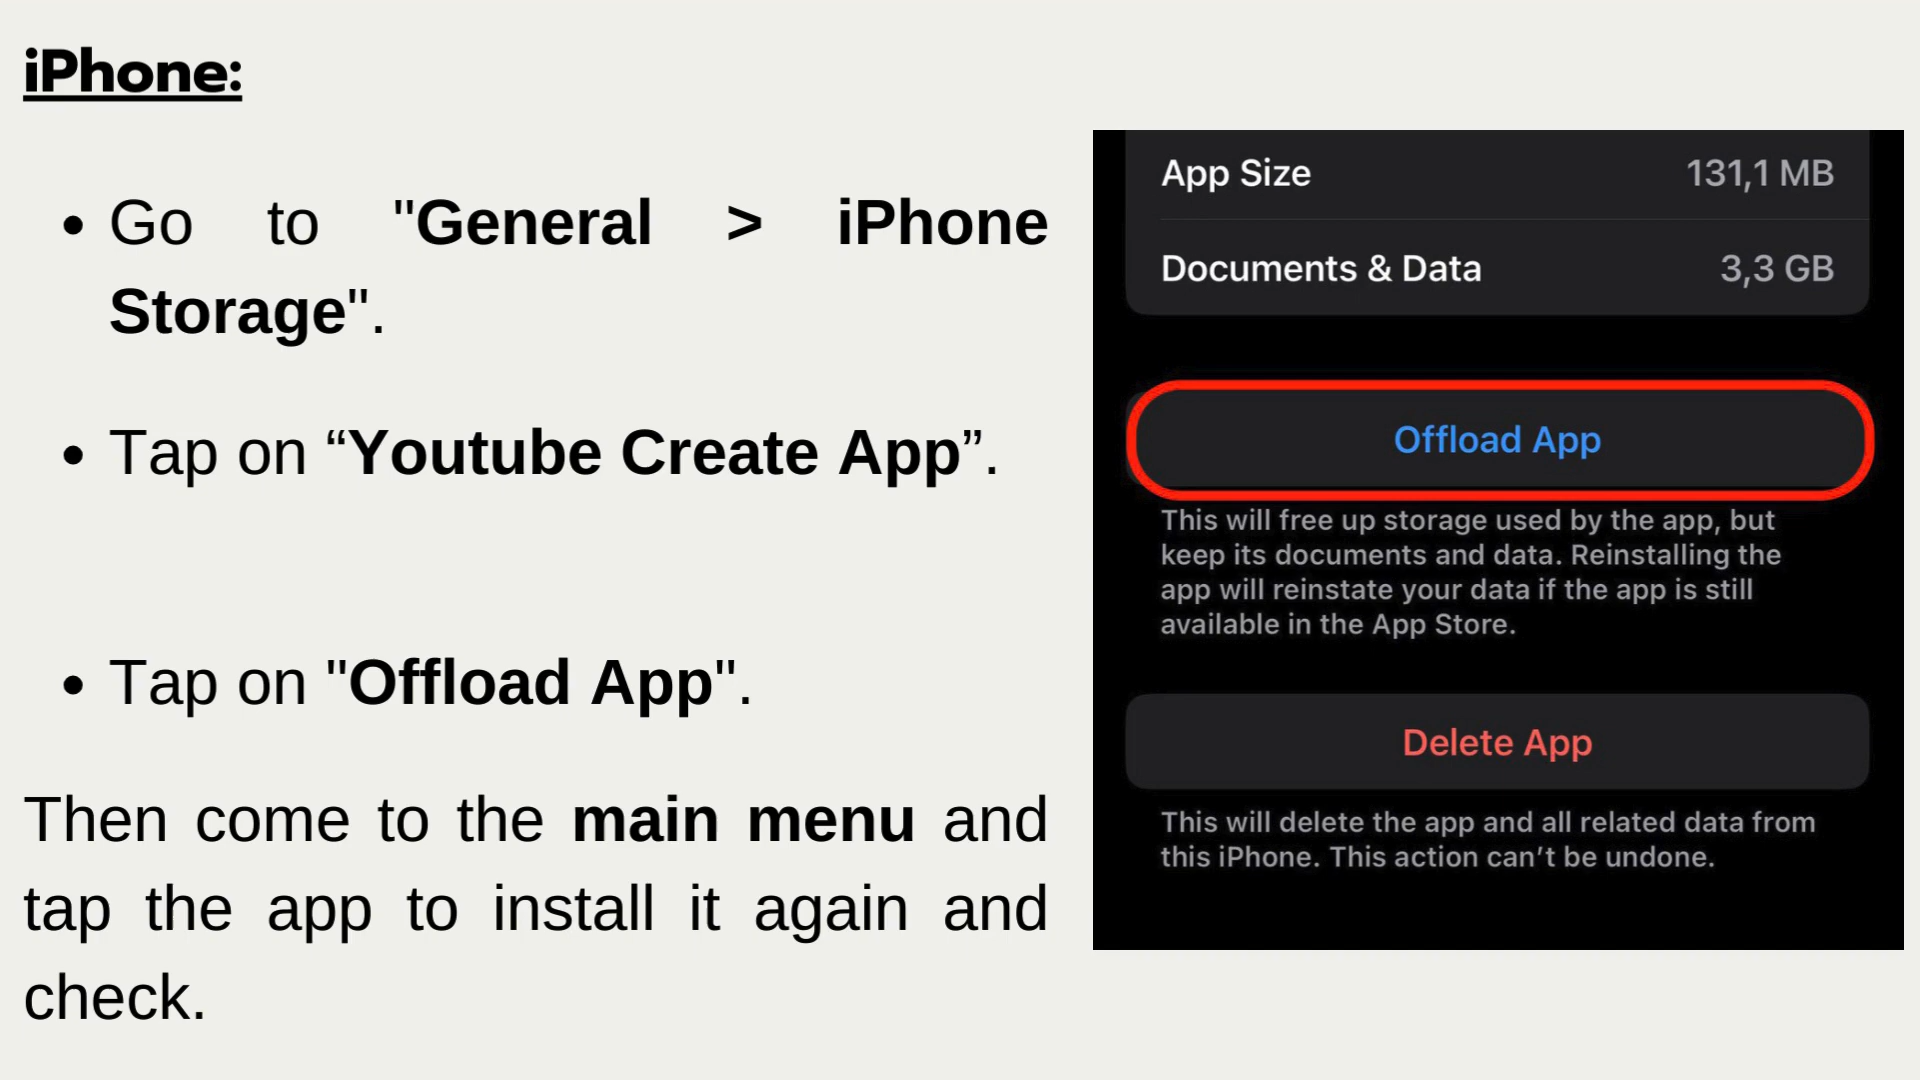 iPhone:
• Go to "General > iPhone
Storage".
• Tap on “Youtube Create App”.
• Tap on "Offload App".
Then come to the main menu and
tap the app to install it again and
check.
App Size 131,1 MB
Documents & Data 3,3 GB
Offload App
This will free up storage used by the app, but
keep its documents and data. Reinstalling the
app will reinstate your data if the app is still
available in the App Store.
Delete App
This will delete the app and all related data from
this iPhone. This action can’t be undone.